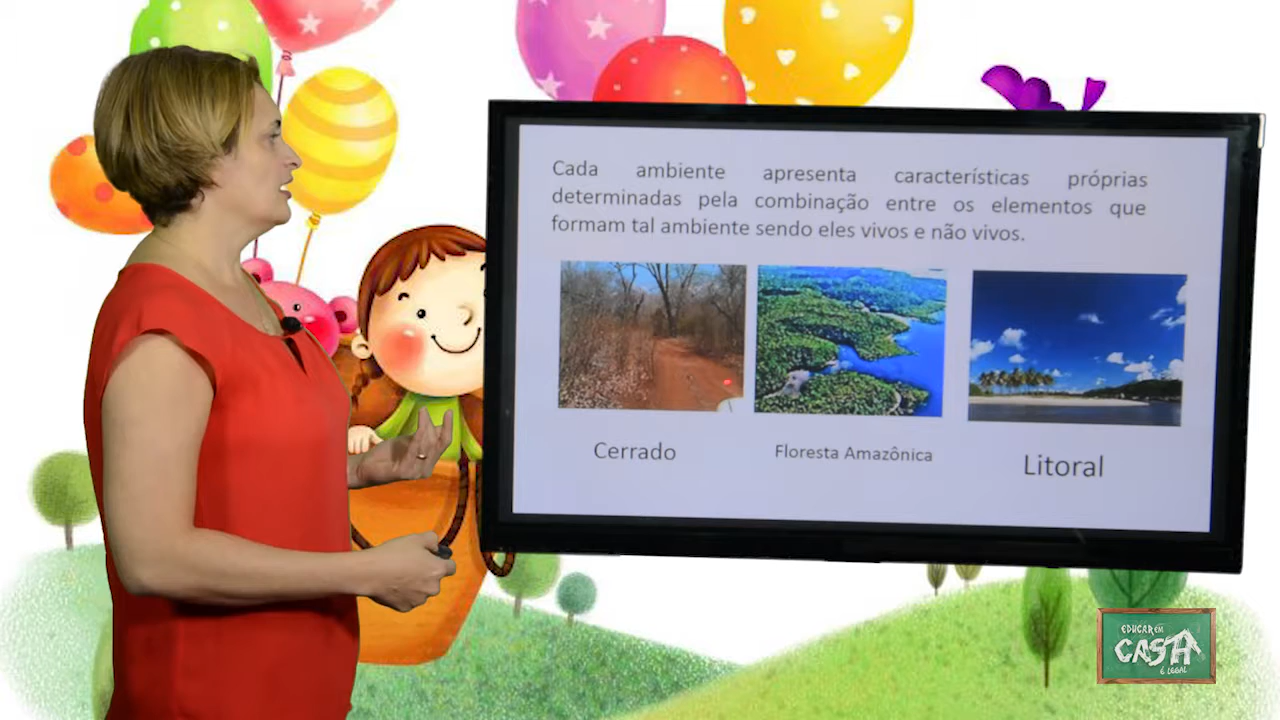 Cada ambiente apresenta características próprias
determinadas pela combinação entre os elementos que
formam tal ambiente sendo eles vivos e não vivos.
Cerrado
Floresta Amazônica
Litoral
EDUCAR EM
CASA
É LEGAL